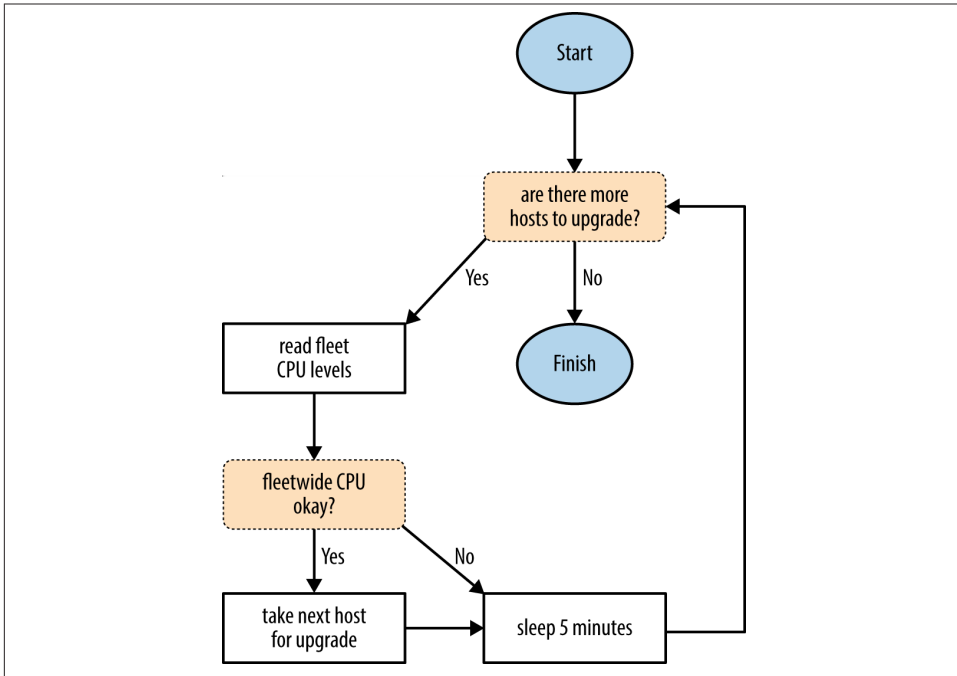 Start
are there more
hosts to upgrade?
Yes
No
read fleet
CPU levels
Finish
fleetwide CPU
okay?
Yes
No
take next host
for upgrade
sleep 5 minutes